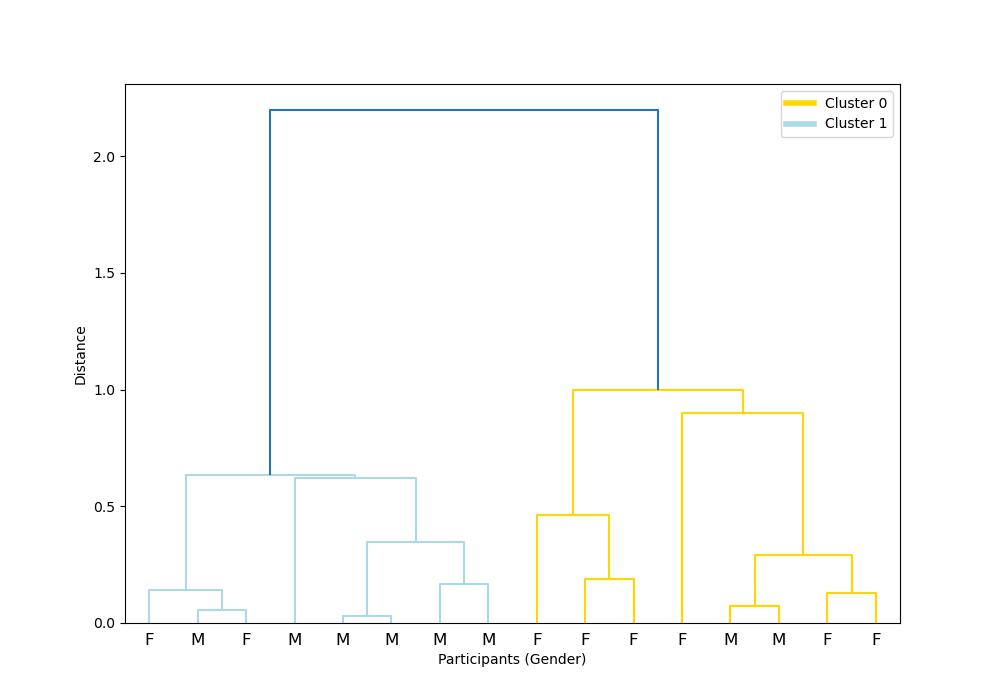 Cluster 0
Cluster 1
2.0
1.5
1.0
0.5
0.0
Distance
F M F M M M M M F F F F M M F F
Participants (Gender)